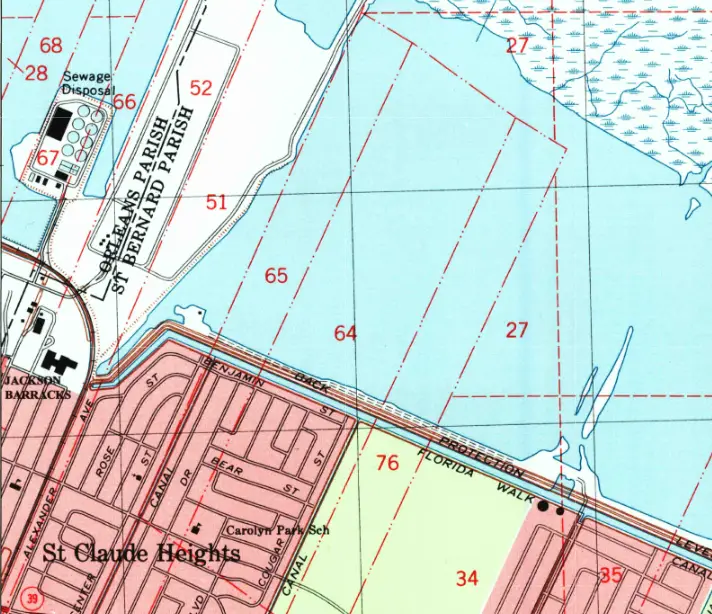 68
27
28
Sewage
Disposal
66
52
67
ORLEANS PARISH
ST BERNARD PARISH
51
65
64
27
JACKSON
BARRACKS
BENJAMIN ST
BACK PROTECTION LEVEE
ST
AVE
ROSE
ST
CANAL
DR
BEAR ST
ST
76
FLORIDA WALK CANAL
ALEXANDER
Carolyn Park Sch
St Claude Heights
COUGAR
CANAL
34
35
39